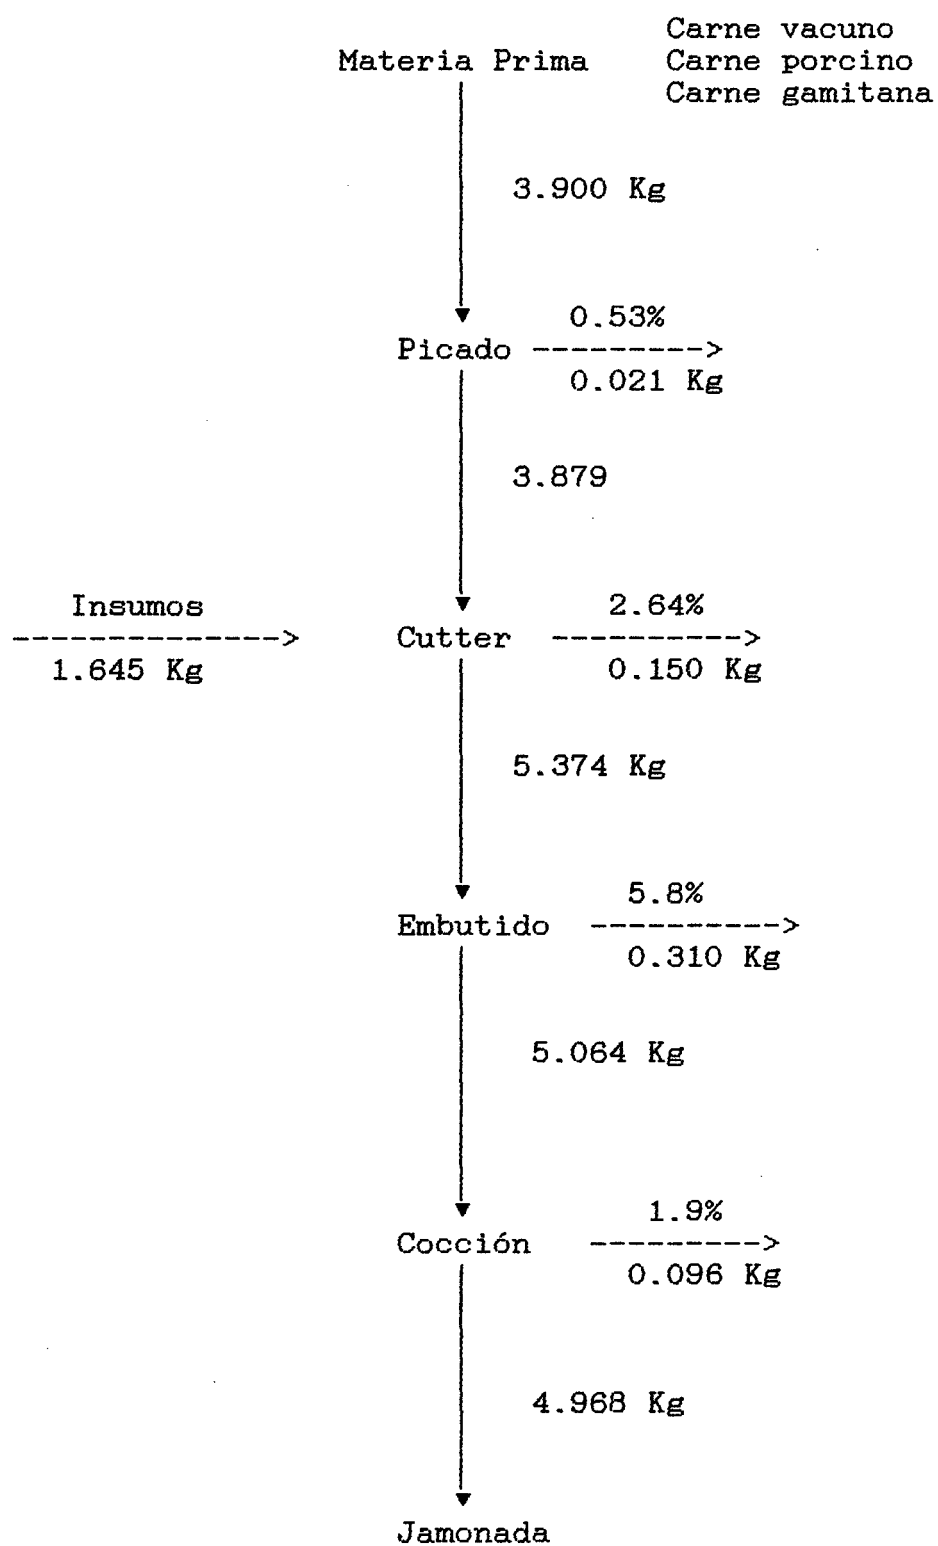 Carne vacuno
Materia Prima Carne porcino
Carne gamitana
3.900 Kg
0.53%
Picado --------->
0.021 Kg
3.879
Insumos 2.64%
--------------> Cutter ---------->
1.645 Kg 0.150 Kg
5.374 Kg
5.8%
Embutido ---------->
0.310 Kg
5.064 Kg
1.9%
Cocción --------->
0.096 Kg
4.968 Kg
Jamonada